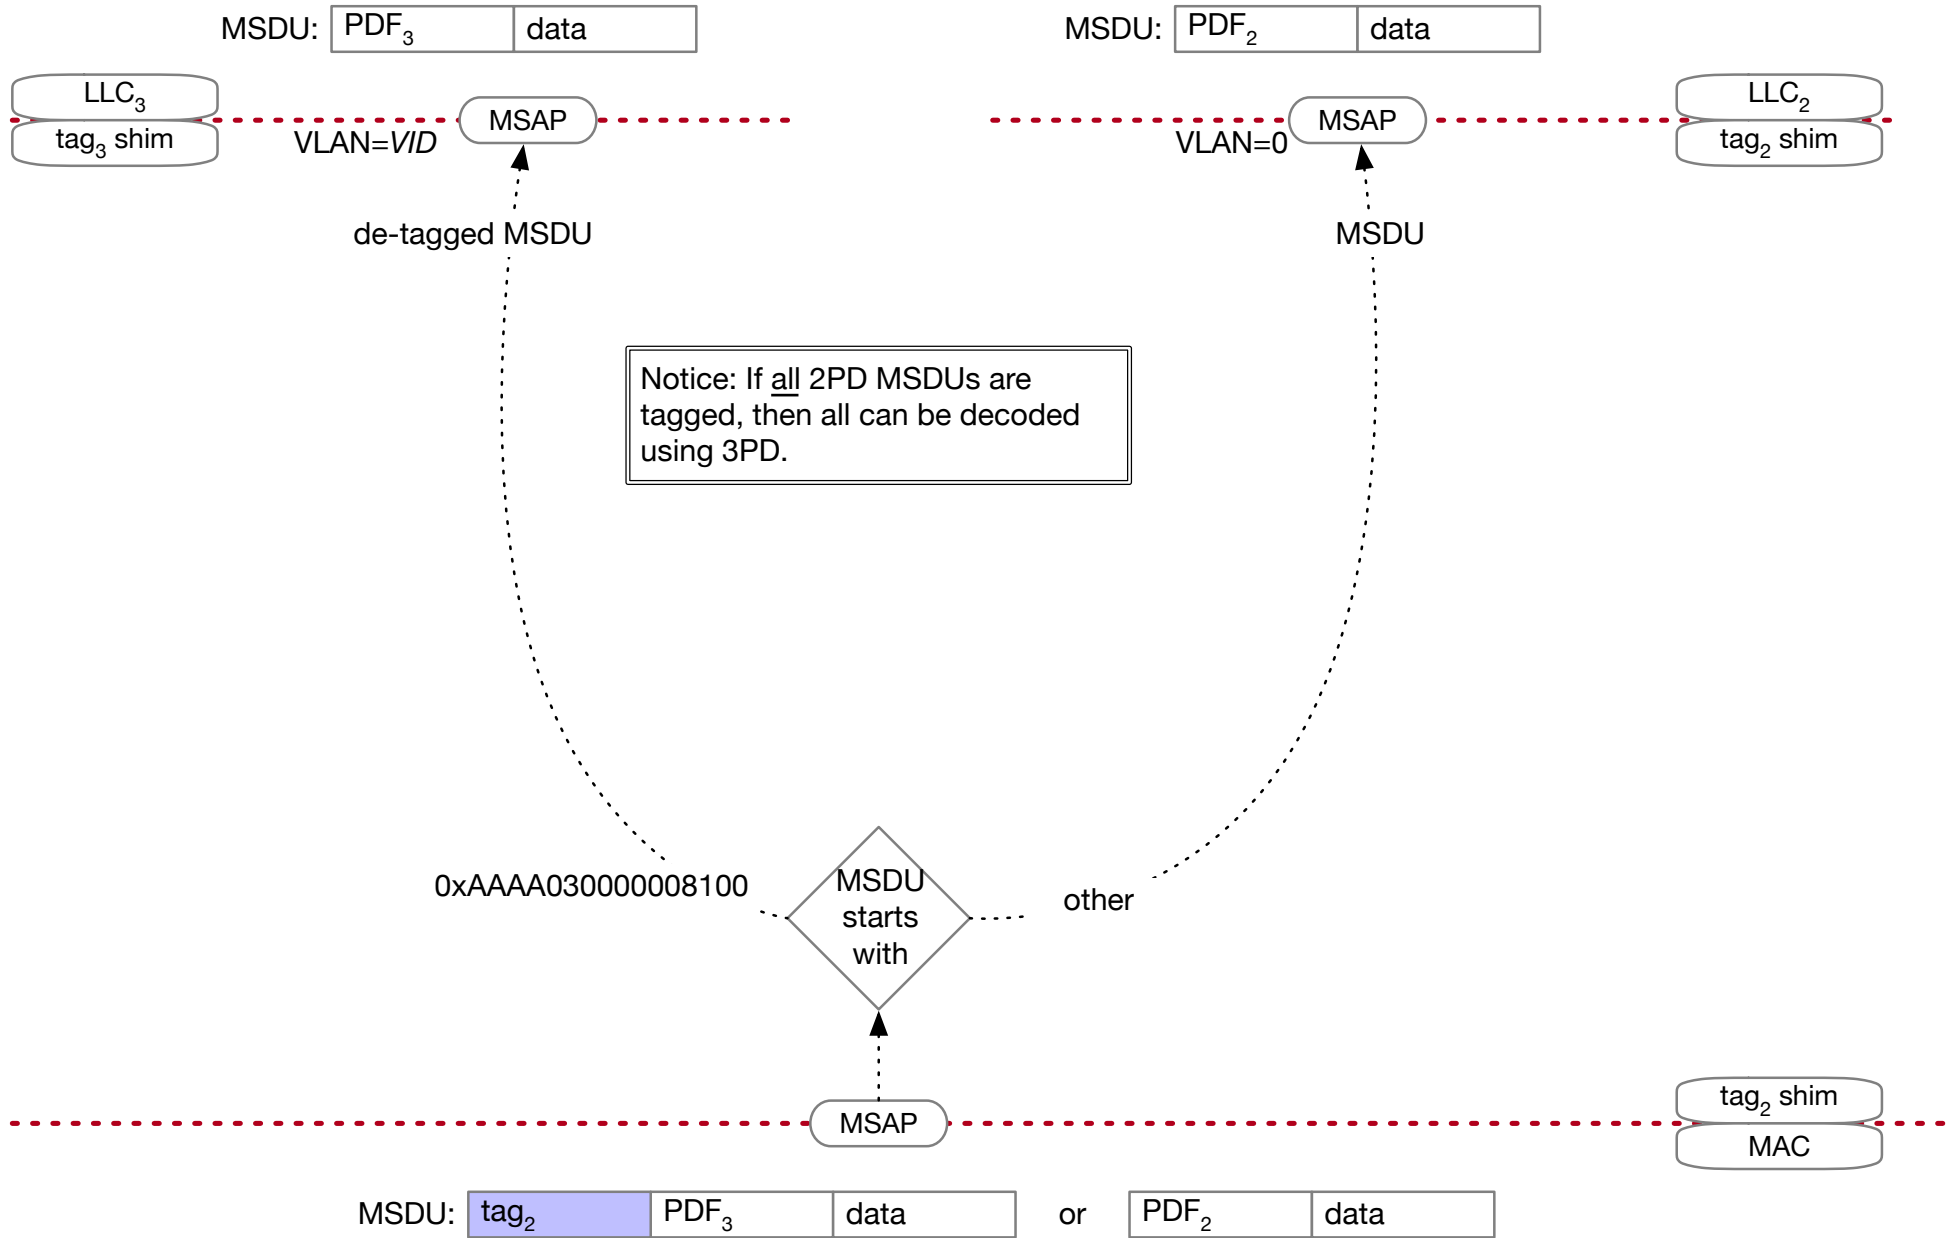 MSDU: PDF₃ data
MSDU: PDF₂ data
LLC₃
tag₃ shim
VLAN=VID
MSAP
VLAN=0
MSAP
LLC₂
tag₂ shim
de-tagged MSDU
MSDU
Notice: If all 2PD MSDUs are
tagged, then all can be decoded
using 3PD.
0xAAAA030000008100
MSDU
starts
with
other
MSAP
tag₂ shim
MAC
MSDU: tag₂ PDF₃ data or PDF₂ data